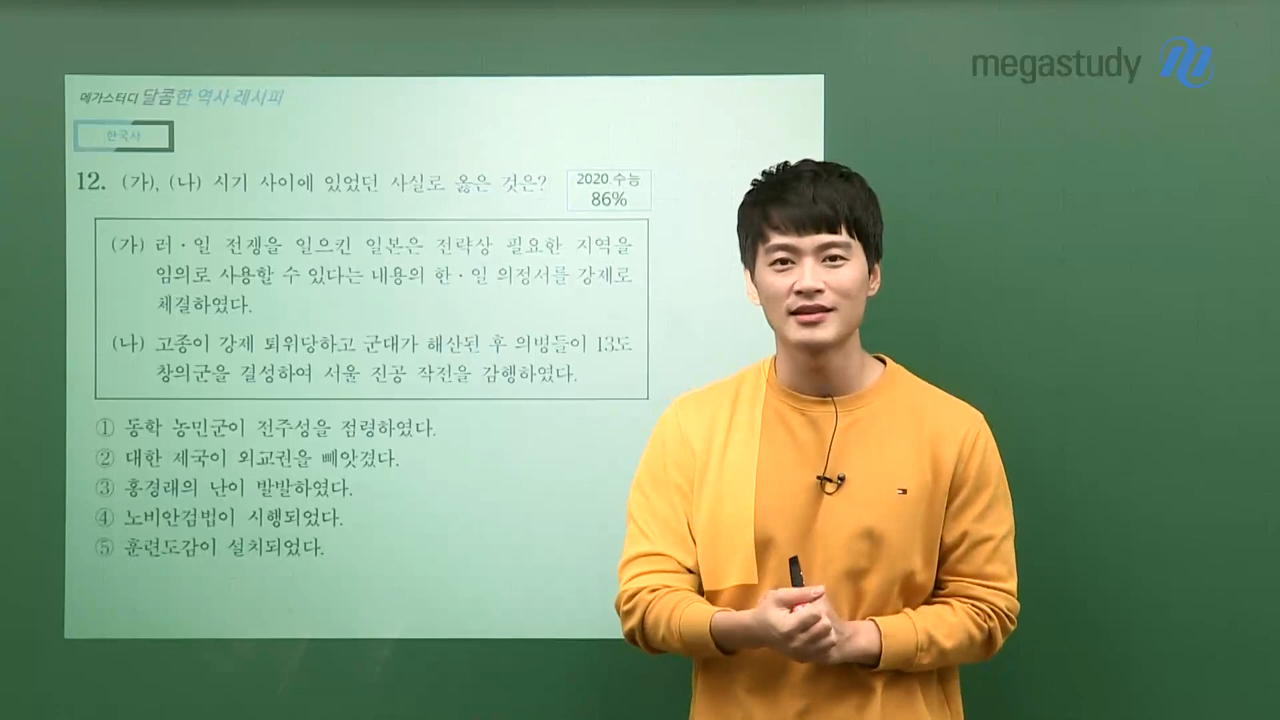 megastudy
메가스터디 달콤한 역사 레시피
한국사
12. (가), (나) 시기 사이에 있었던 사실로 옳은 것은?
2020 수능
86%
(가) 러·일 전쟁을 일으킨 일본은 전략상 필요한 지역을
임의로 사용할 수 있다는 내용의 한·일 의정서를 강제로
체결하였다.
(나) 고종이 강제 퇴위당하고 군대가 해산된 후 의병들이 13도
창의군을 결성하여 서울 진공 작전을 감행하였다.
① 동학 농민군이 전주성을 점령하였다.
② 대한 제국이 외교권을 빼앗겼다.
③ 홍경래의 난이 발발하였다.
④ 노비안검법이 시행되었다.
⑤ 훈련도감이 설치되었다.